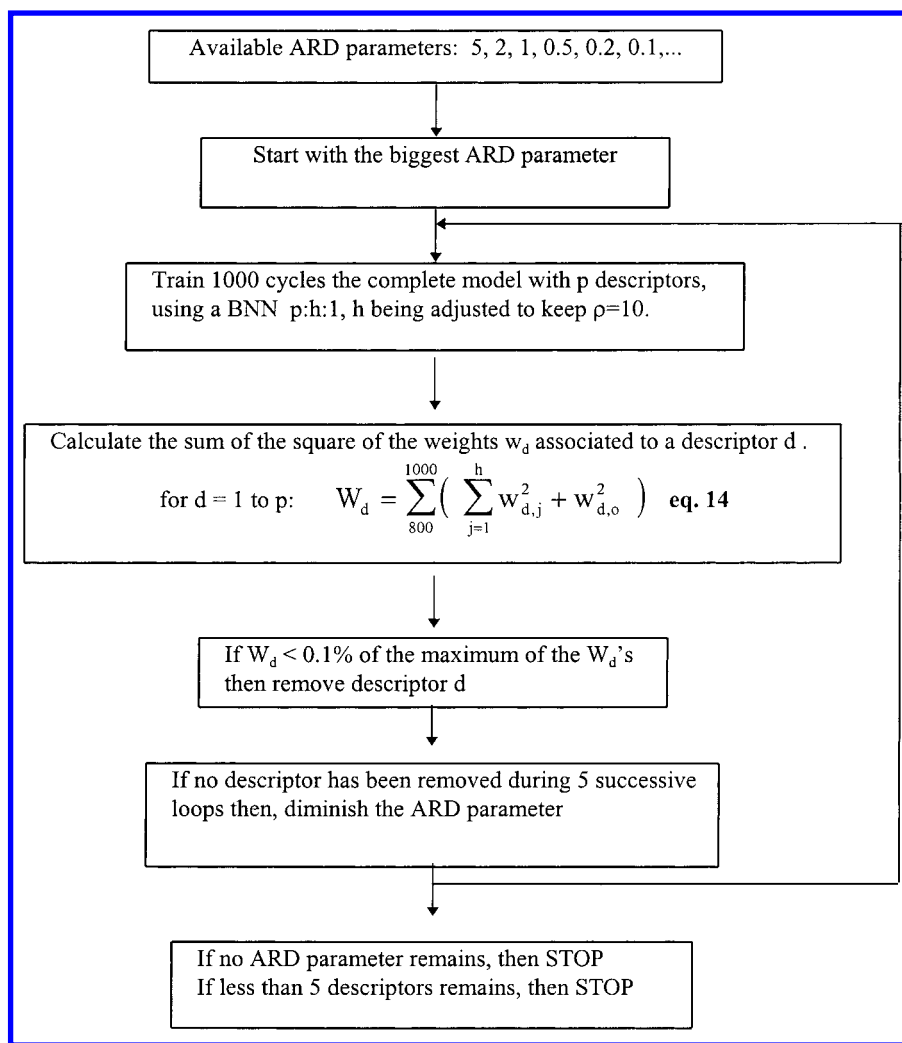 Available ARD parameters: 5, 2, 1, 0.5, 0.2, 0.1,...
Start with the biggest ARD parameter
Train 1000 cycles the complete model with p descriptors,
using a BNN p:h:1, h being adjusted to keep ρ=10.
Calculate the sum of the square of the weights w_d associated to a descriptor d .
for d = 1 to p: W_d = \sum_{800}^{1000} ( \sum_{j=1}^{h} w_{d,j}^2 + w_{d,o}^2 ) eq. 14
If W_d < 0.1% of the maximum of the W_d's
then remove descriptor d
If no descriptor has been removed during 5 successive
loops then, diminish the ARD parameter
If no ARD parameter remains, then STOP
If less than 5 descriptors remains, then STOP